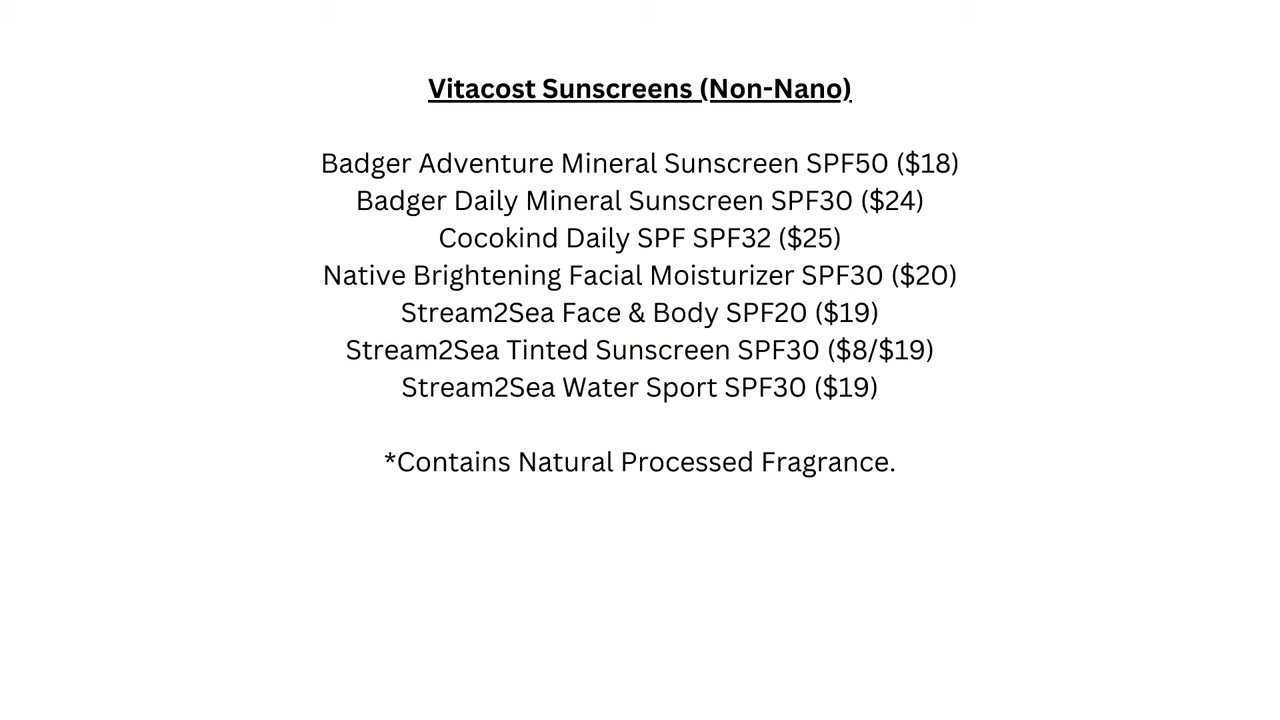 Vitacost Sunscreens (Non-Nano)
Badger Adventure Mineral Sunscreen SPF50 ($18)
Badger Daily Mineral Sunscreen SPF30 ($24)
Cocokind Daily SPF SPF32 ($25)
Native Brightening Facial Moisturizer SPF30 ($20)
Stream2Sea Face & Body SPF20 ($19)
Stream2Sea Tinted Sunscreen SPF30 ($8/$19)
Stream2Sea Water Sport SPF30 ($19)
*Contains Natural Processed Fragrance.